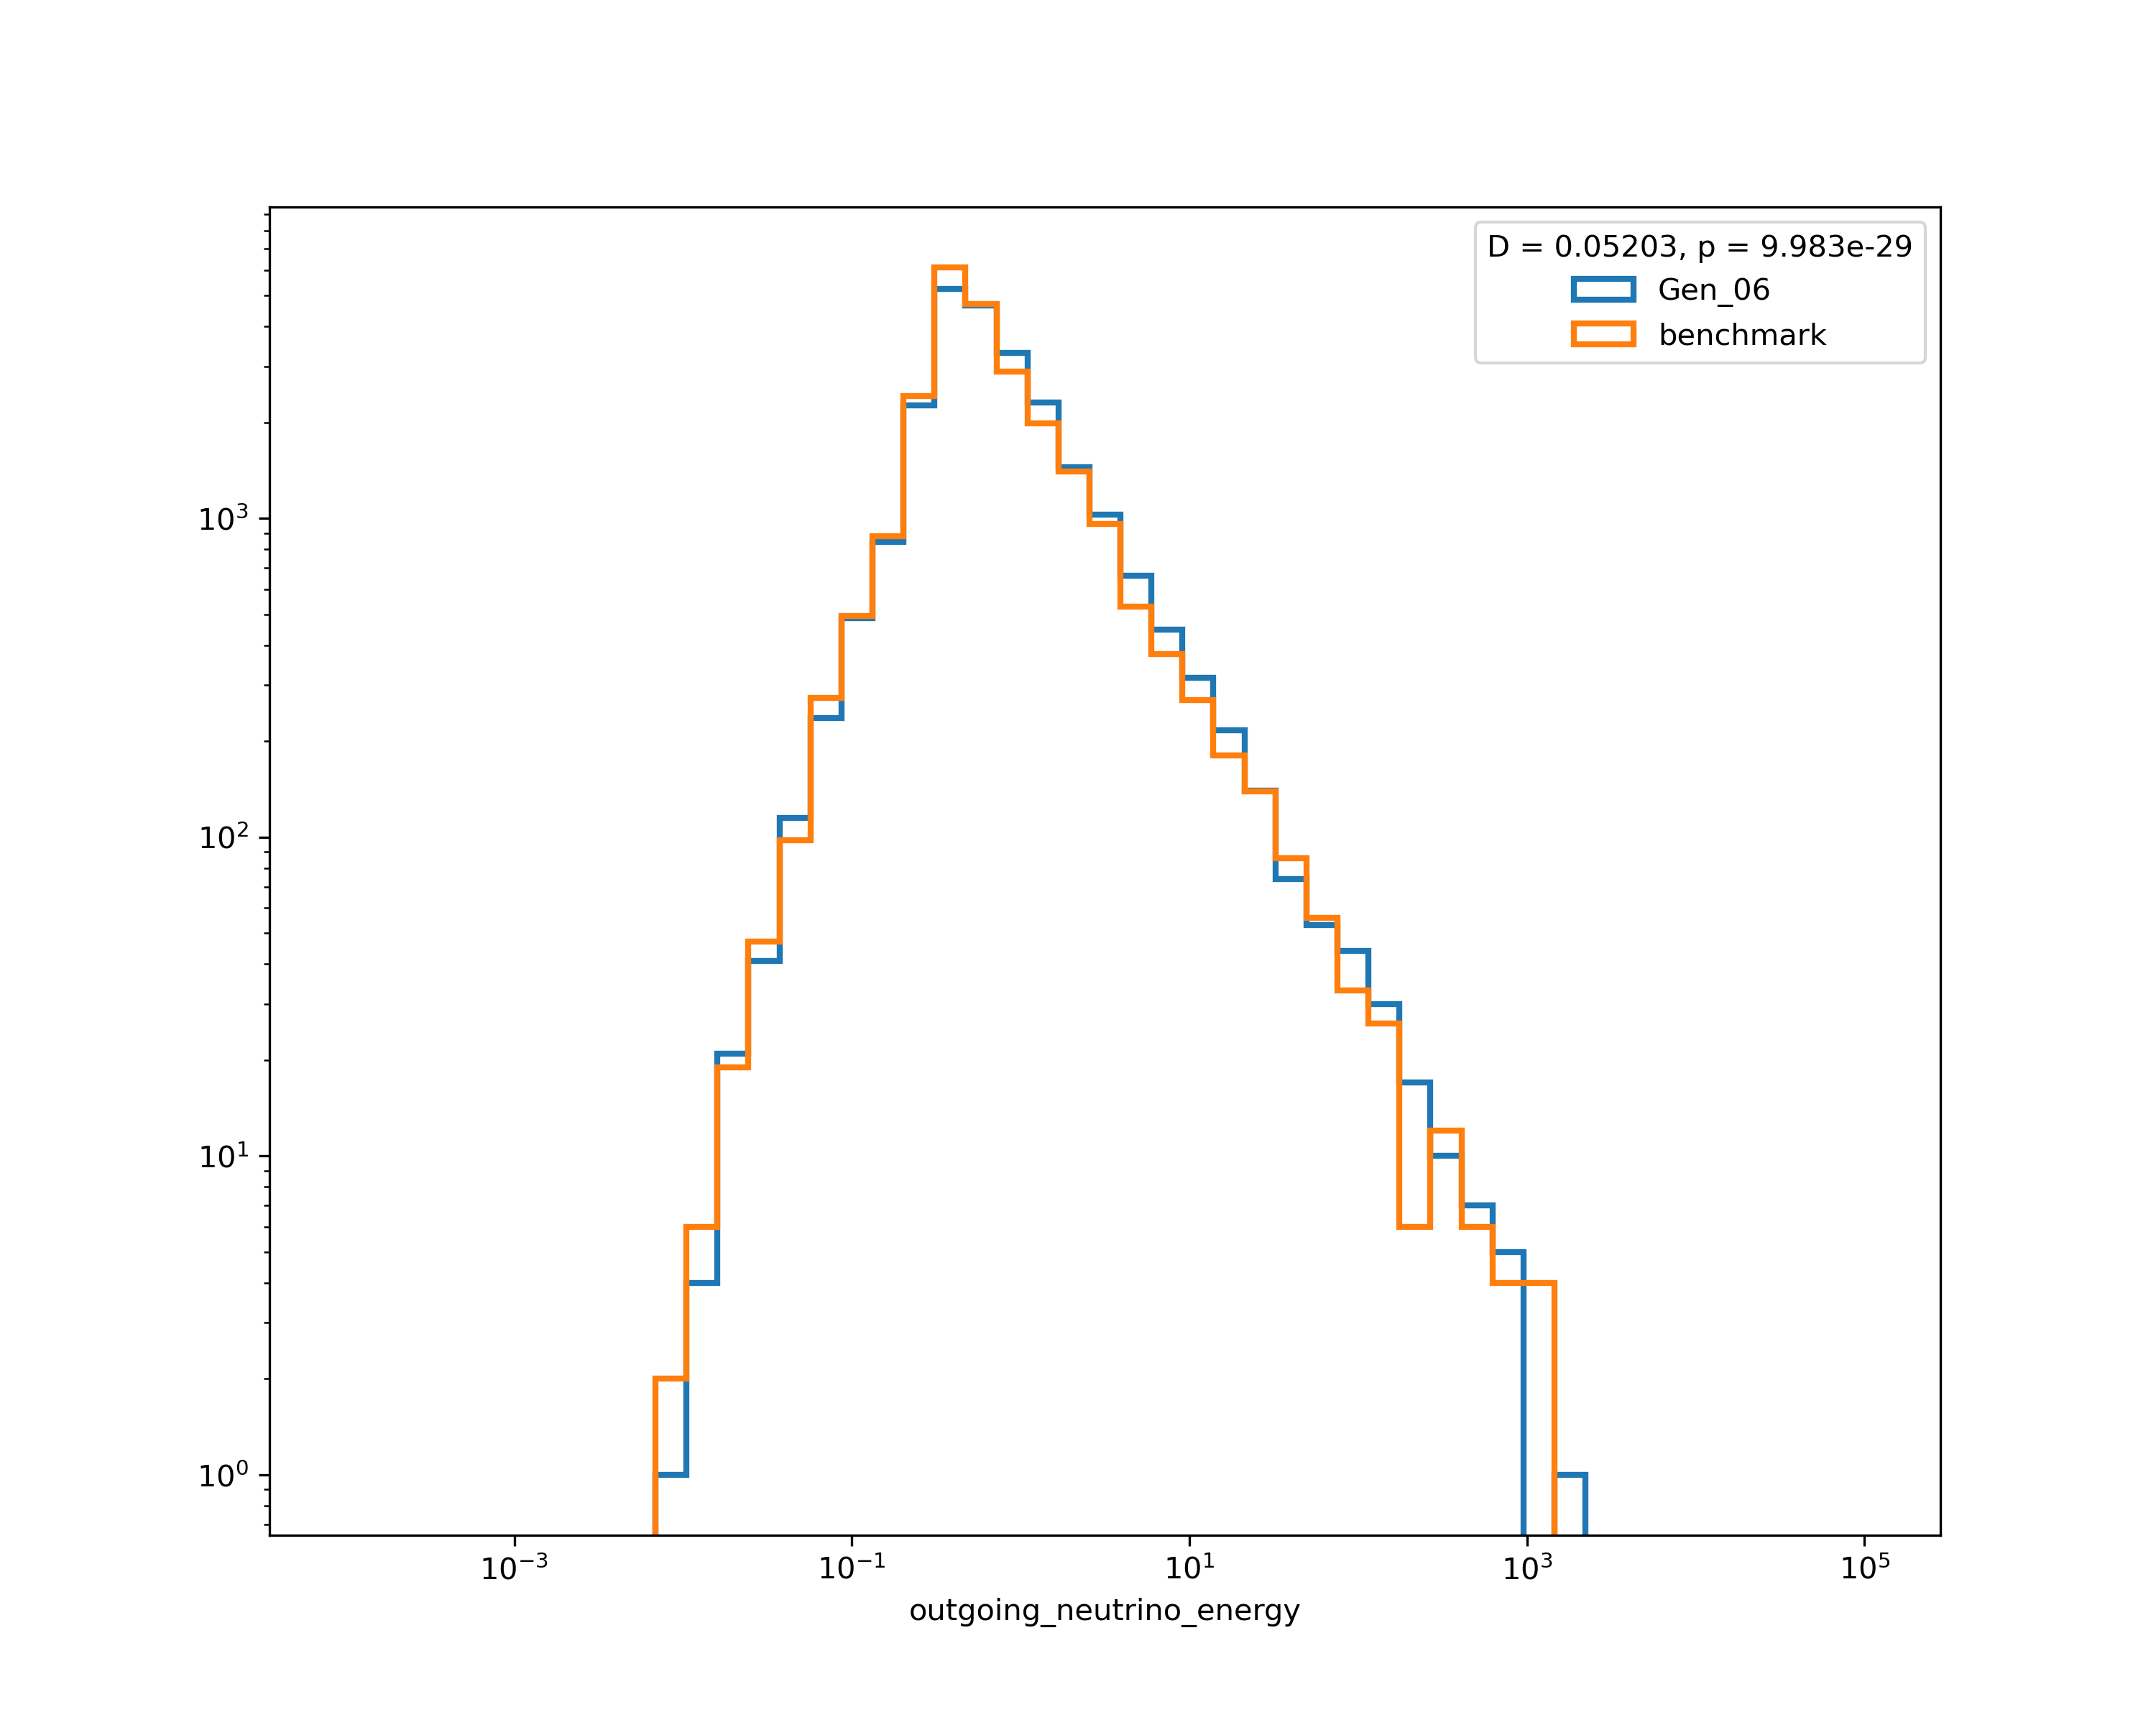 D = 0.05203, p = 9.983e-29
Gen_06
benchmark
10³
10²
10¹
10⁰
10⁻³ 10⁻¹ 10¹ 10³ 10⁵
outgoing_neutrino_energy